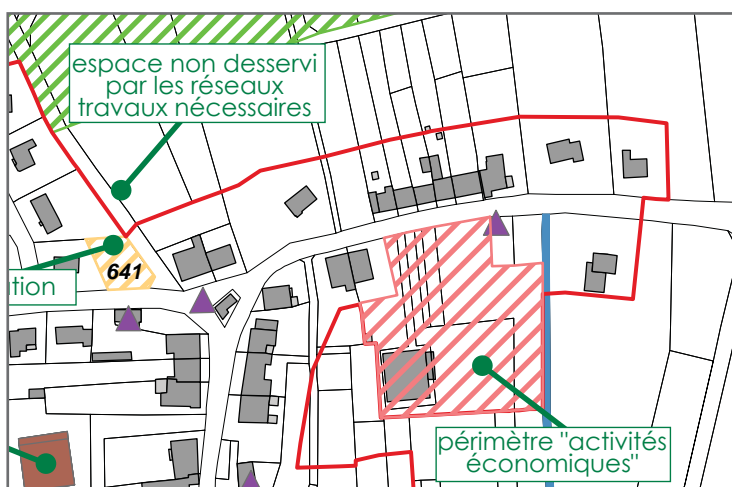 espace non desservi
par les réseaux
travaux nécessaires
641
tion
périmètre "activités
économiques"